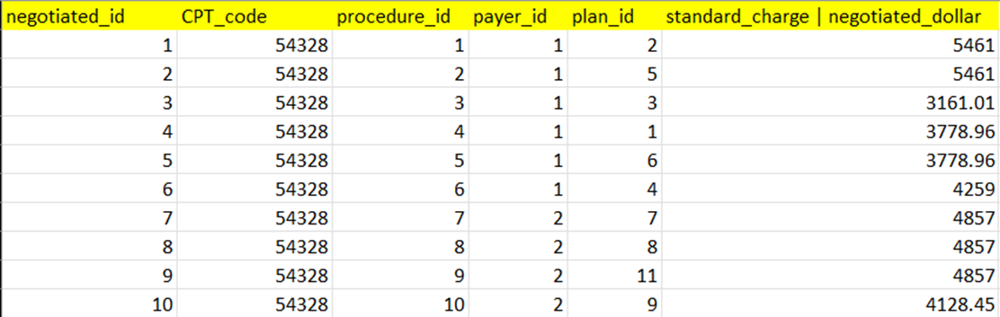 negotiated_id CPT_code procedure_id payer_id plan_id standard_charge | negotiated_dollar
1 54328 1 1 2 5461
2 54328 2 1 5 5461
3 54328 3 1 3 3161.01
4 54328 4 1 1 3778.96
5 54328 5 1 6 3778.96
6 54328 6 1 4 4259
7 54328 7 2 7 4857
8 54328 8 2 8 4857
9 54328 9 2 11 4857
10 54328 10 2 9 4128.45